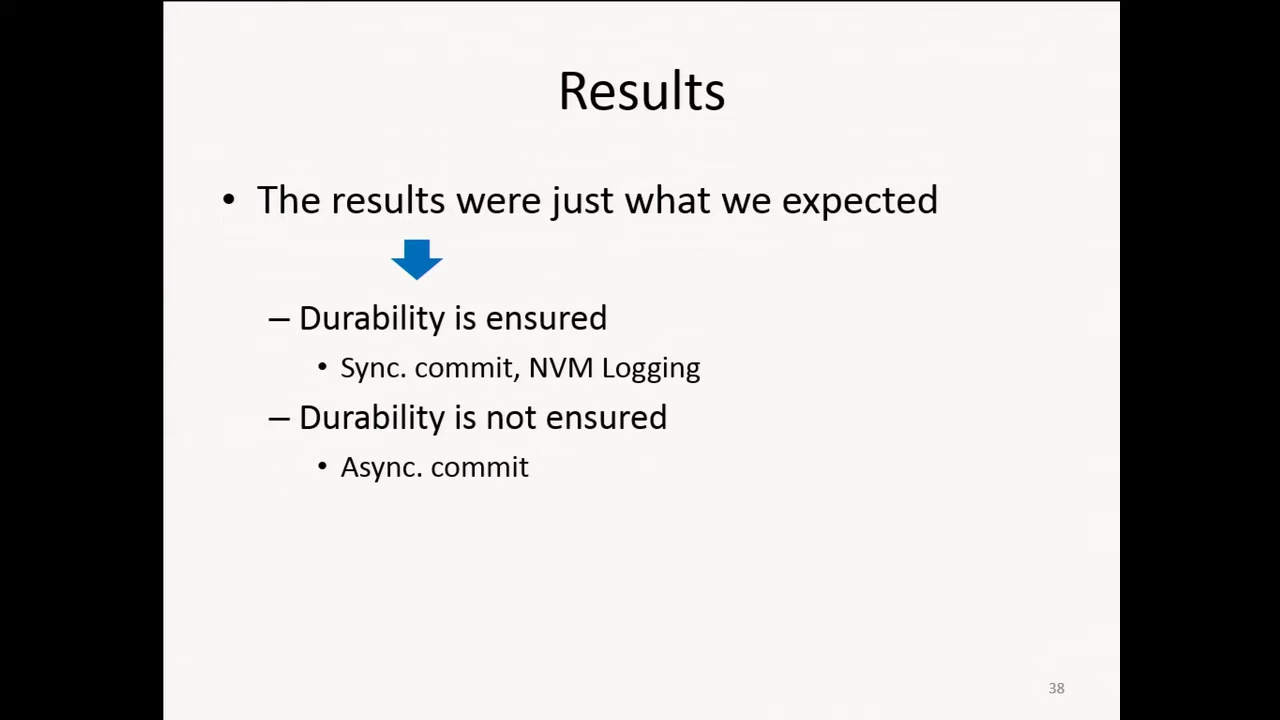 Results
• The results were just what we expected
– Durability is ensured
• Sync. commit, NVM Logging
– Durability is not ensured
• Async. commit
38